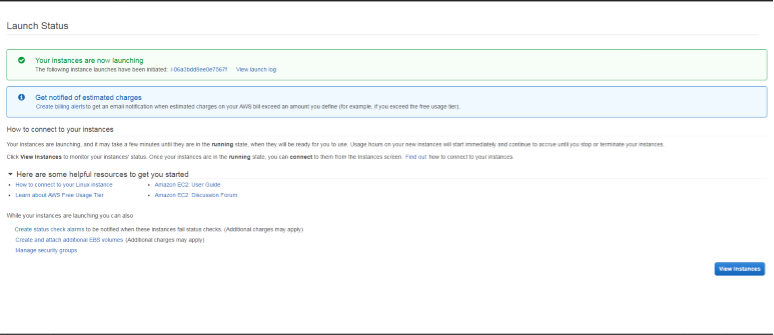 Launch Status
Your instances are now launching
The following instance launches have been initiated: i-06a3bdd8ee0e7567f View launch log
Get notified of estimated charges
Create billing alerts to get an email notification when estimated charges on your AWS bill exceed an amount you define (for example, if you exceed the free usage tier).
How to connect to your instances
Your instances are launching, and it may take a few minutes until they are in the running state, when they will be ready for you to use. Usage hours on your new instances will start immediately and continue to accrue until you stop or terminate your instances.
Click View Instances to monitor your instances' status. Once your instances are in the running state, you can connect to them from the Instances screen. Find out how to connect to your instances.
Here are some helpful resources to get you started
• How to connect to your Linux instance • Amazon EC2: User Guide
• Learn about AWS Free Usage Tier • Amazon EC2: Discussion Forum
While your instances are launching you can also
Create status check alarms to be notified when these instances fail status checks. (Additional charges may apply)
Create and attach additional EBS volumes (Additional charges may apply)
Manage security groups
View Instances